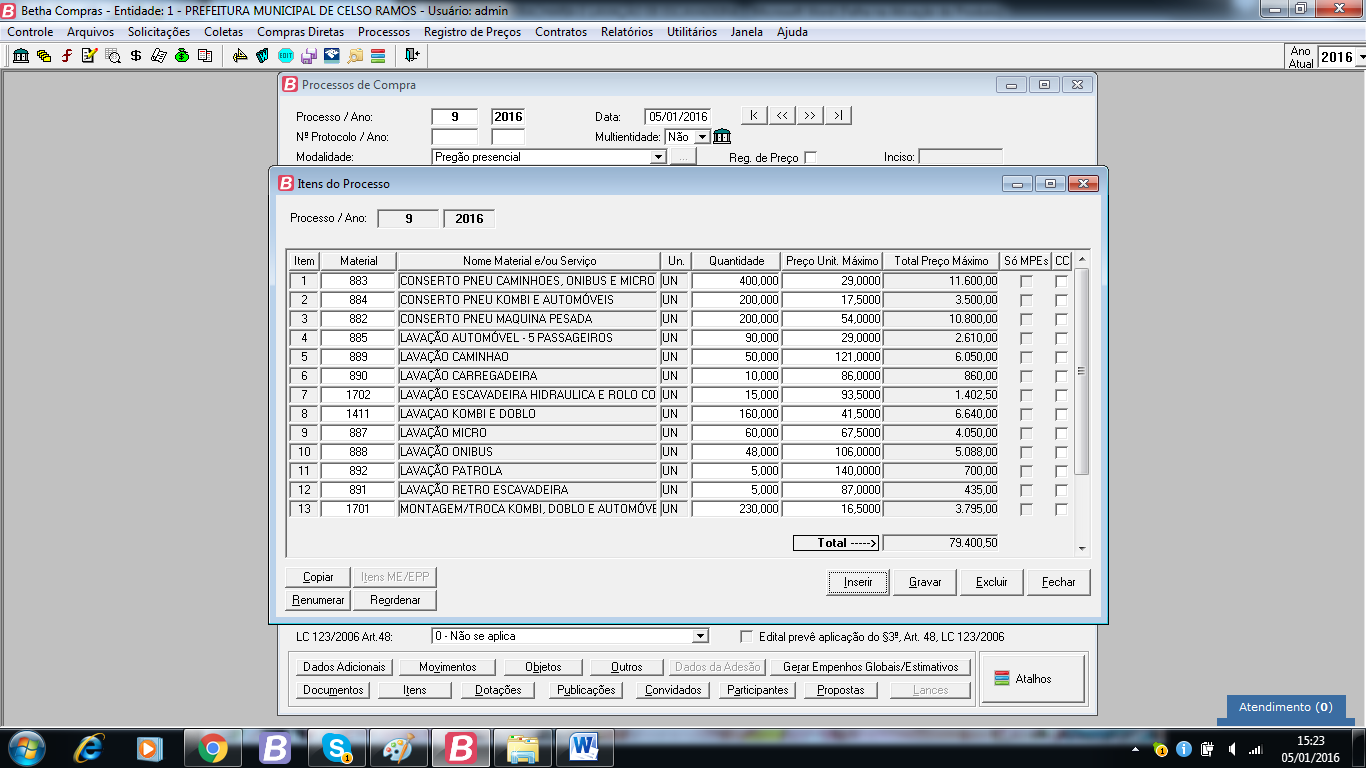 Betha Compras - Entidade: 1 - PREFEITURA MUNICIPAL DE CELSO RAMOS - Usuário: admin
Controle Arquivos Solicitações Coletas Compras Diretas Processos Registro de Preços Contratos Relatórios Utilitários Janela Ajuda
Ano Atual 2016
Processos de Compra
Processo / Ano: 9 2016 Data: 05/01/2016 |< << >> >|
Nº Protocolo / Ano: Multientidade: Não
Modalidade: Pregão presencial ... Reg. de Preço Inciso:
Itens do Processo
Processo / Ano: 9 2016
Item Material Nome Material e/ou Serviço Un. Quantidade Preço Unit. Máximo Total Preço Máximo Só MPEs CC
1 883 CONSERTO PNEU CAMINHOES, ONIBUS E MICRO UN 400,000 29,0000 11.600,00
2 884 CONSERTO PNEU KOMBI E AUTOMÓVEIS UN 200,000 17,5000 3.500,00
3 882 CONSERTO PNEU MAQUINA PESADA UN 200,000 54,0000 10.800,00
4 885 LAVAÇÃO AUTOMÓVEL - 5 PASSAGEIROS UN 90,000 29,0000 2.610,00
5 889 LAVAÇÃO CAMINHAO UN 50,000 121,0000 6.050,00
6 890 LAVAÇÃO CARREGADEIRA UN 10,000 86,0000 860,00
7 1702 LAVAÇÃO ESCAVADEIRA HIDRAULICA E ROLO CO UN 15,000 93,5000 1.402,50
8 1411 LAVAÇAO KOMBI E DOBLO UN 160,000 41,5000 6.640,00
9 887 LAVAÇÃO MICRO UN 60,000 67,5000 4.050,00
10 888 LAVAÇÃO ONIBUS UN 48,000 106,0000 5.088,00
11 892 LAVAÇÃO PATROLA UN 5,000 140,0000 700,00
12 891 LAVAÇÃO RETRO ESCAVADEIRA UN 5,000 87,0000 435,00
13 1701 MONTAGEM/TROCA KOMBI, DOBLO E AUTOMÓVE UN 230,000 16,5000 3.795,00
Total -----> 79.400,50
Copiar Itens ME/EPP Inserir Gravar Excluir Fechar
Renumerar Reordenar
LC 123/2006 Art.48: 0 - Não se aplica Edital prevê aplicação do §3º, Art. 48, LC 123/2006
Dados Adicionais Movimentos Objetos Outros Dados da Adesão Gerar Empenhos Globais/Estimativos
Atalhos
Documentos Itens Dotações Publicações Convidados Participantes Propostas Lances
Atendimento (0)
15:23
05/01/2016